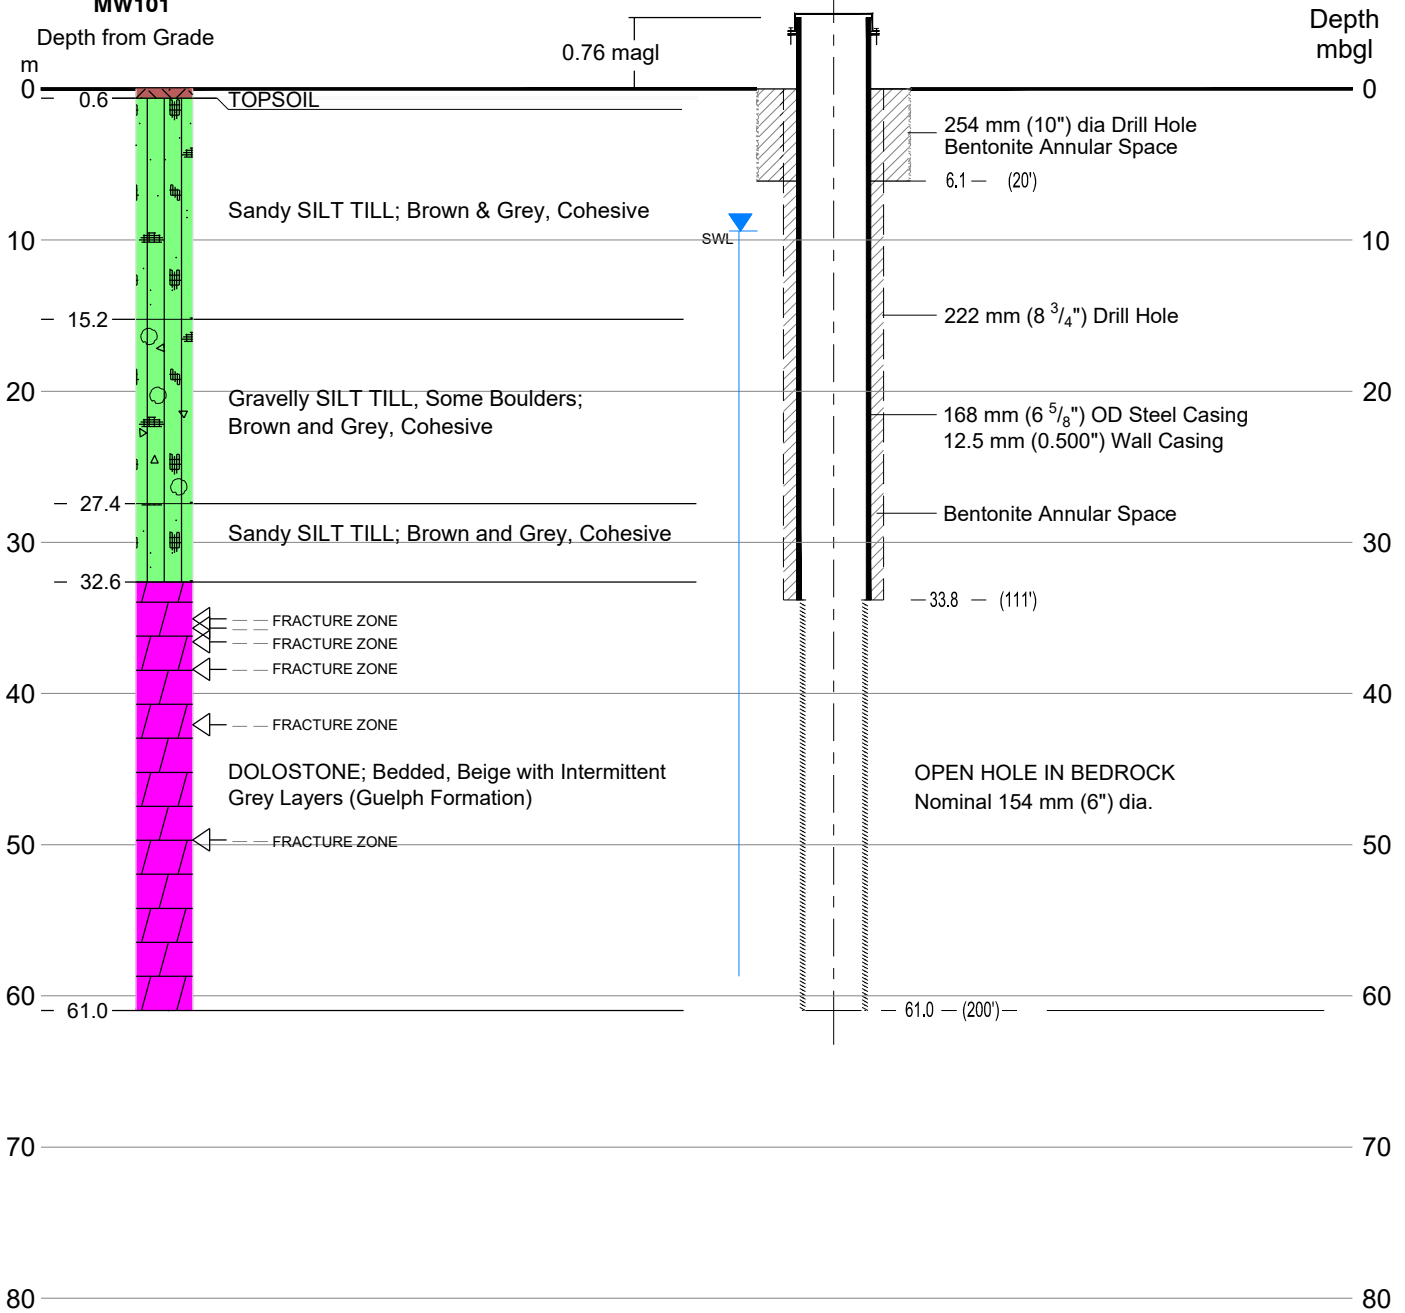 MW101
Depth from Grade
m
Depth
mbgl
0.76 magl
0
0
0.6
TOPSOIL
254 mm (10") dia Drill Hole
Bentonite Annular Space
6.1 — (20')
Sandy SILT TILL; Brown & Grey, Cohesive
SWL
10
10
15.2
222 mm (8 3/4") Drill Hole
20
20
Gravelly SILT TILL, Some Boulders;
Brown and Grey, Cohesive
168 mm (6 5/8") OD Steel Casing
12.5 mm (0.500") Wall Casing
27.4
Bentonite Annular Space
Sandy SILT TILL; Brown and Grey, Cohesive
30
30
32.6
33.8 — (111')
FRACTURE ZONE
FRACTURE ZONE
FRACTURE ZONE
40
40
FRACTURE ZONE
DOLOSTONE; Bedded, Beige with Intermittent
Grey Layers (Guelph Formation)
OPEN HOLE IN BEDROCK
Nominal 154 mm (6") dia.
FRACTURE ZONE
50
50
60
60
61.0
61.0 — (200')
70
70
80
80